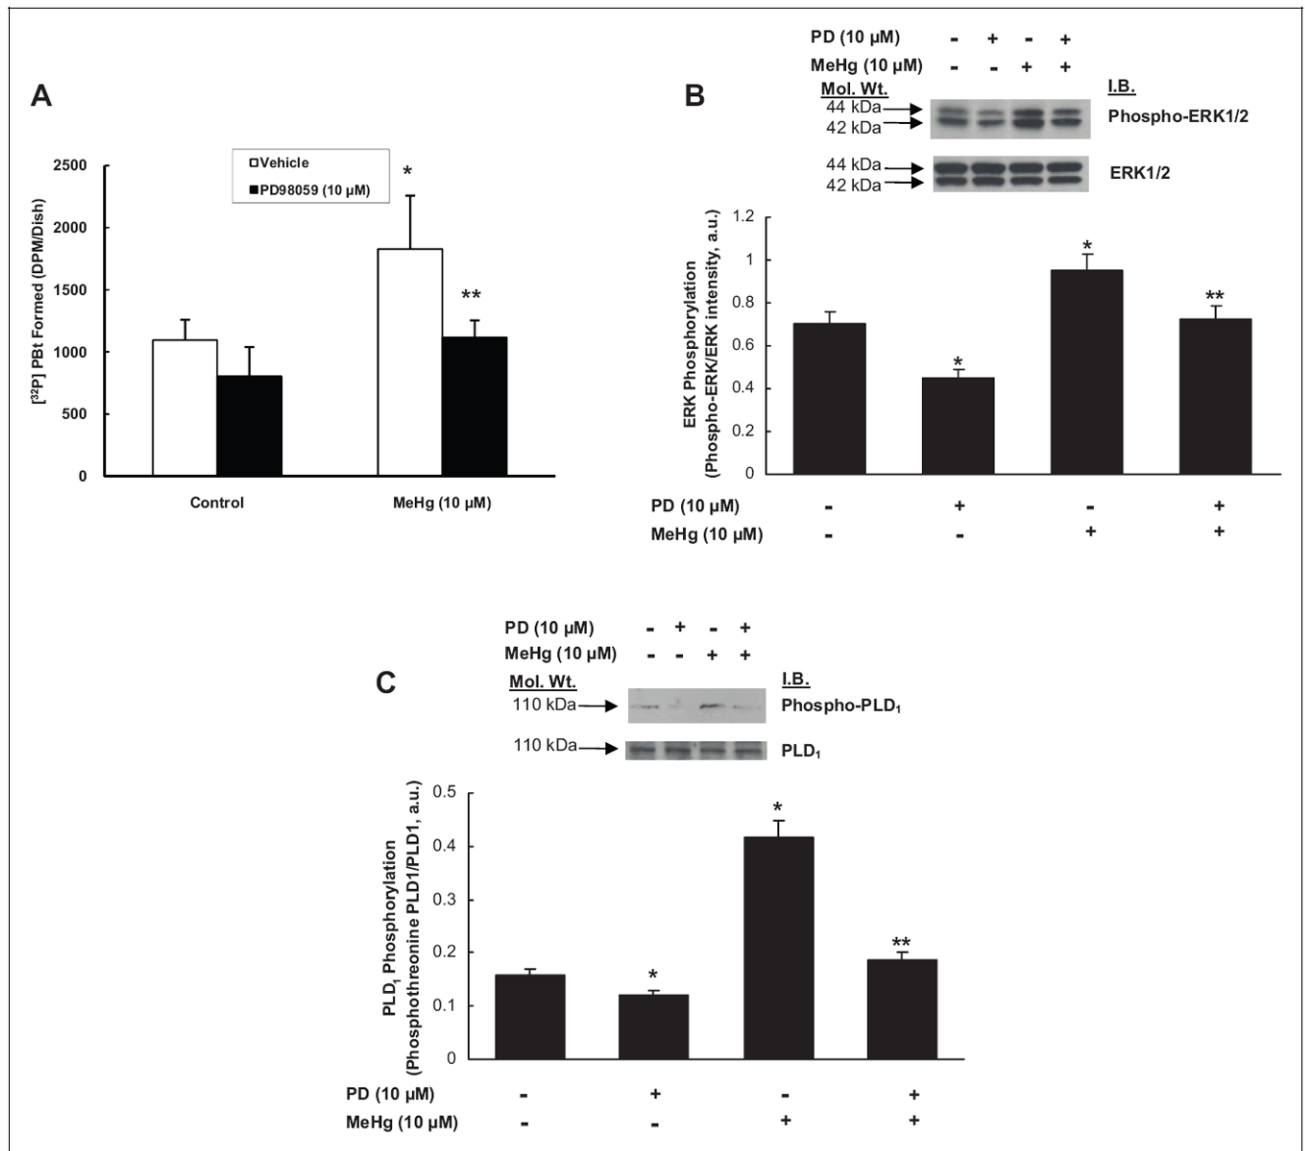 A
[³²P] PBt Formed (DPM/Dish)
Vehicle
PD98059 (10 µM)
2500
2000
1500
1000
500
0
*
**
Control MeHg (10 µM)
B
PD (10 µM) - + - +
MeHg (10 µM) - - + +
Mol. Wt. I.B.
44 kDa
42 kDa
Phospho-ERK1/2
44 kDa
42 kDa
ERK1/2
ERK Phosphorylation
(Phospho-ERK/ERK intensity, a.u.)
1.2
1
0.8
0.6
0.4
0.2
0
*
*
**
PD (10 µM) - + - +
MeHg (10 µM) - - + +
C
PD (10 µM) - + - +
MeHg (10 µM) - - + +
Mol. Wt. I.B.
110 kDa Phospho-PLD₁
110 kDa PLD₁
PLD₁ Phosphorylation
(Phosphothreonine PLD1/PLD1, a.u.)
0.5
0.4
0.3
0.2
0.1
0
*
*
**
PD (10 µM) - + - +
MeHg (10 µM) - - + +